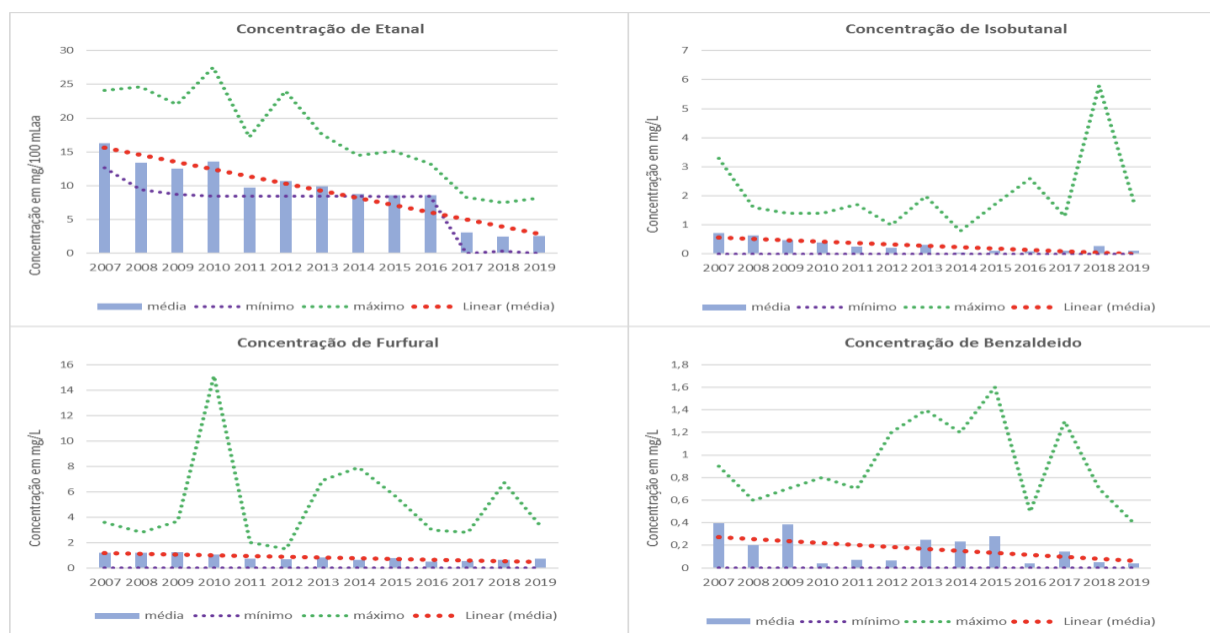 Concentração de Etanal
Concentração em mg/100 mLaa
30
25
20
15
10
5
0
2007 2008 2009 2010 2011 2012 2013 2014 2015 2016 2017 2018 2019
média mínimo máximo Linear (média)
Concentração de Isobutanal
Concentração em mg/L
7
6
5
4
3
2
1
0
2007 2008 2009 2010 2011 2012 2013 2014 2015 2016 2017 2018 2019
média mínimo máximo Linear (média)
Concentração de Furfural
Concentração em mg/L
16
14
12
10
8
6
4
2
0
2007 2008 2009 2010 2011 2012 2013 2014 2015 2016 2017 2018 2019
média mínimo máximo Linear (média)
Concentração de Benzaldeido
Concentração em mg/L
1,8
1,6
1,4
1,2
1
0,8
0,6
0,4
0,2
0
2007 2008 2009 2010 2011 2012 2013 2014 2015 2016 2017 2018 2019
média mínimo máximo Linear (média)